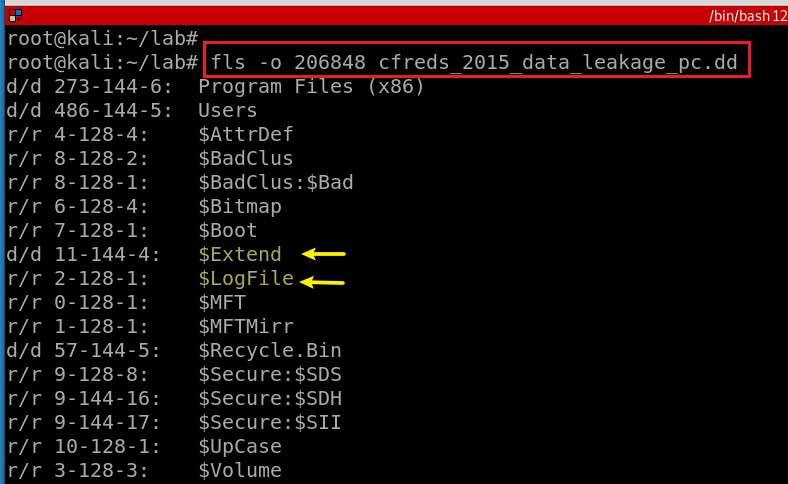 /bin/bash 12
root@kali:~/lab#
root@kali:~/lab# fls -o 206848 cfreds_2015_data_leakage_pc.dd
d/d 273-144-6:  Program Files (x86)
d/d 486-144-5:  Users
r/r 4-128-4:    $AttrDef
r/r 8-128-2:    $BadClus
r/r 8-128-1:    $BadClus:$Bad
r/r 6-128-4:    $Bitmap
r/r 7-128-1:    $Boot
d/d 11-144-4:   $Extend
r/r 2-128-1:    $LogFile
r/r 0-128-1:    $MFT
r/r 1-128-1:    $MFTMirr
d/d 57-144-5:   $Recycle.Bin
r/r 9-128-8:    $Secure:$SDS
r/r 9-144-16:   $Secure:$SDH
r/r 9-144-17:   $Secure:$SII
r/r 10-128-1:   $UpCase
r/r 3-128-3:    $Volume